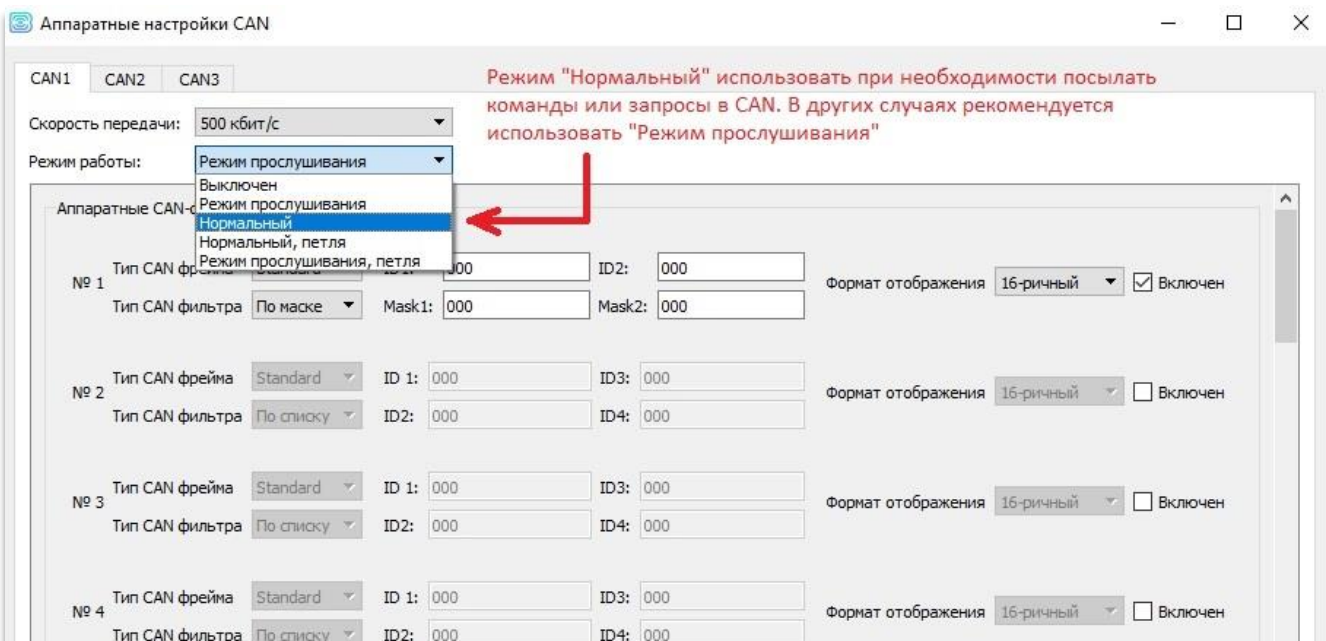 Аппаратные настройки CAN
CAN1 CAN2 CAN3
Режим "Нормальный" использовать при необходимости посылать
команды или запросы в CAN. В других случаях рекомендуется
использовать "Режим прослушивания"
Скорость передачи: 500 кбит/с
Режим работы: Режим прослушивания
Выключен
Режим прослушивания
Нормальный
Нормальный, петля
Режим прослушивания, петля
Аппаратные CAN-
№ 1
Тип CAN 000 ID2: 000
Тип CAN фильтра По маске Mask1: 000 Mask2: 000
Формат отображения 16-ричный Включен
№ 2
Тип CAN фрейма Standard ID 1: 000 ID3: 000
Тип CAN фильтра По списку ID2: 000 ID4: 000
Формат отображения 16-ричный Включен
№ 3
Тип CAN фрейма Standard ID 1: 000 ID3: 000
Тип CAN фильтра По списку ID2: 000 ID4: 000
Формат отображения 16-ричный Включен
№ 4
Тип CAN фрейма Standard ID 1: 000 ID3: 000
Тип CAN фильтра По списку ID2: 000 ID4: 000
Формат отображения 16-ричный Включен